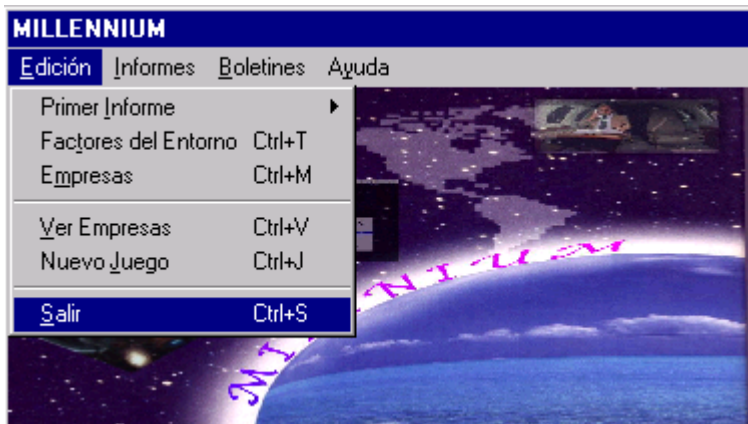 MILLENNIUM
Edición Informes Boletines Ayuda
Primer Informe
Factores del Entorno Ctrl+T
Empresas Ctrl+M
Ver Empresas Ctrl+V
Nuevo Juego Ctrl+J
Salir Ctrl+S